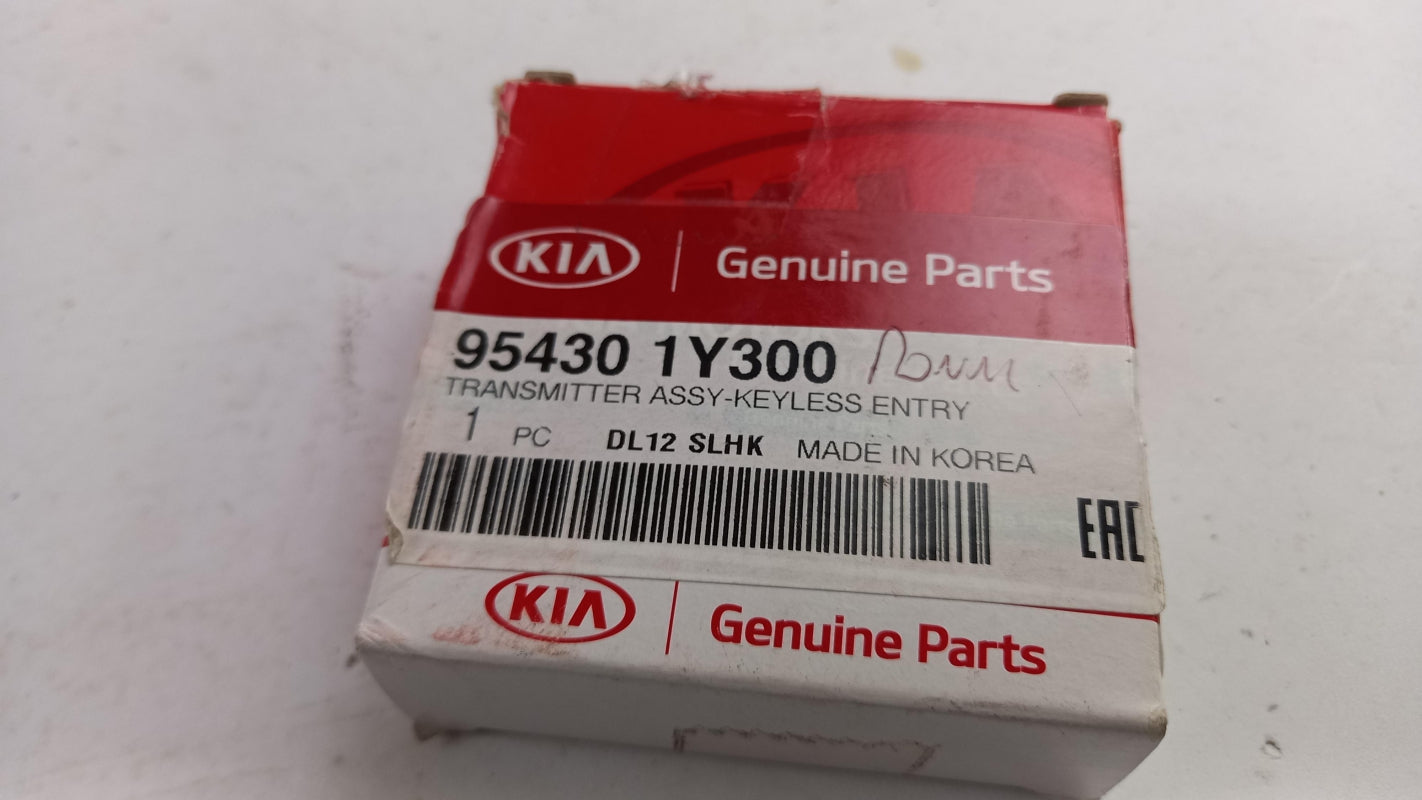 KIA Genuine Parts
95430 1Y300
TRANSMITTER ASSY-KEYLESS ENTRY
1 PC DL12 SLHK MADE IN KOREA
EAC
KIA Genuine Parts